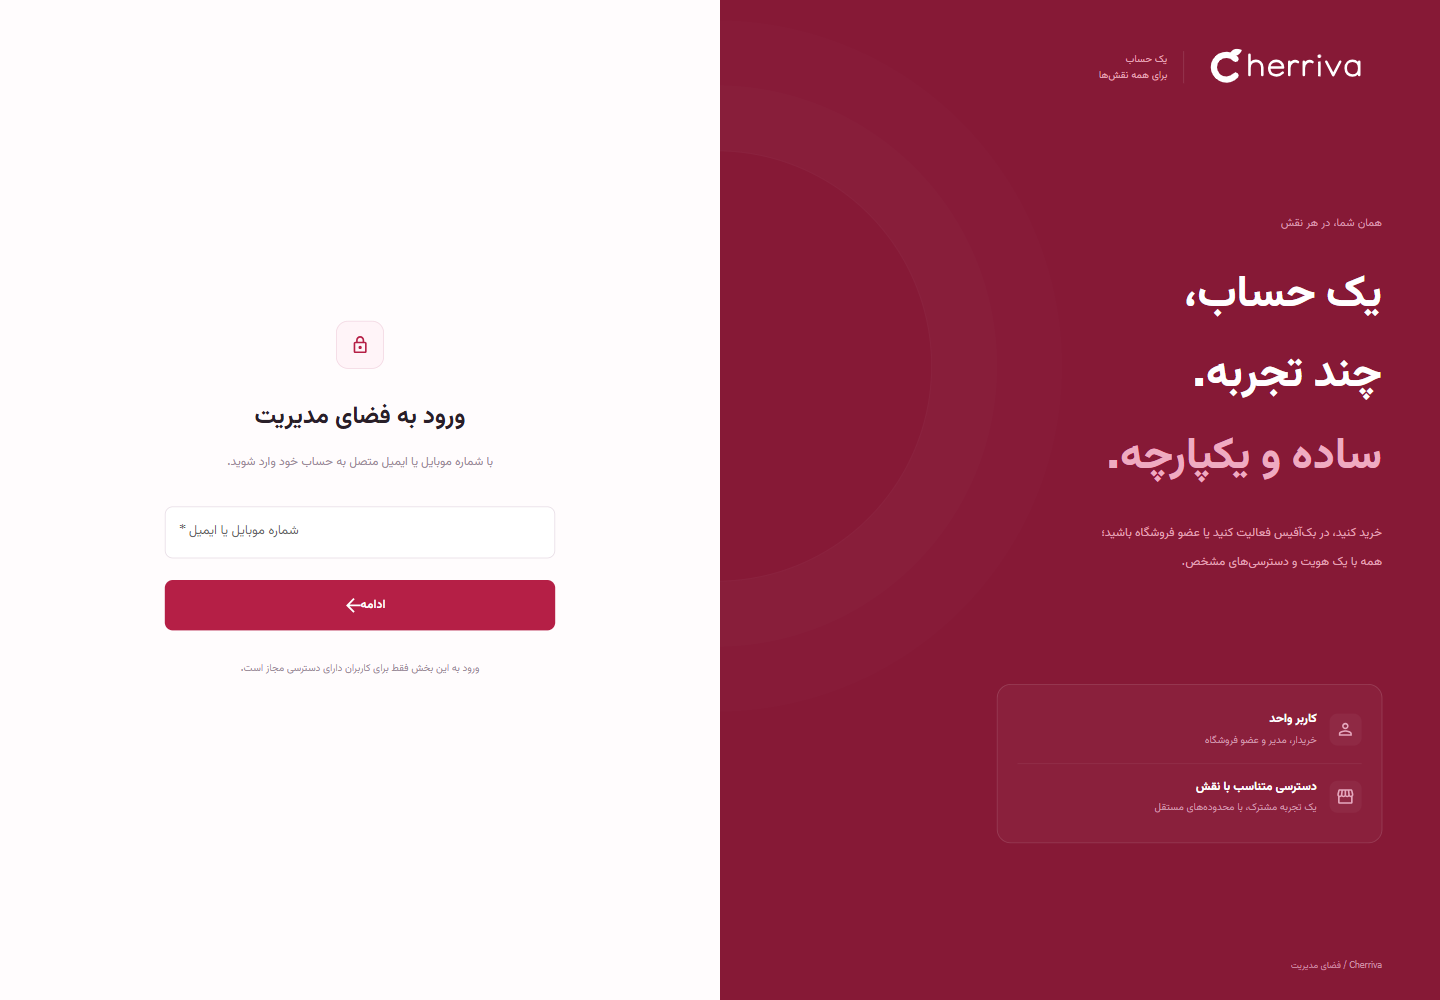 Cherriva
یک حساب
برای همه نقش‌ها
همان شما، در هر نقش
یک حساب،
چند تجربه.
ساده و یکپارچه.
خرید کنید، در بک‌آفیس فعالیت کنید یا عضو فروشگاه باشید؛
همه با یک هویت و دسترسی‌های مشخص.
کاربر واحد
خریدار، مدیر و عضو فروشگاه
دسترسی متناسب با نقش
یک تجربه مشترک، با محدوده‌های مستقل
Cherriva / فضای مدیریت
ورود به فضای مدیریت
با شماره موبایل یا ایمیل متصل به حساب خود وارد شوید.
شماره موبایل یا ایمیل *
ادامه
ورود به این بخش فقط برای کاربران دارای دسترسی مجاز است.